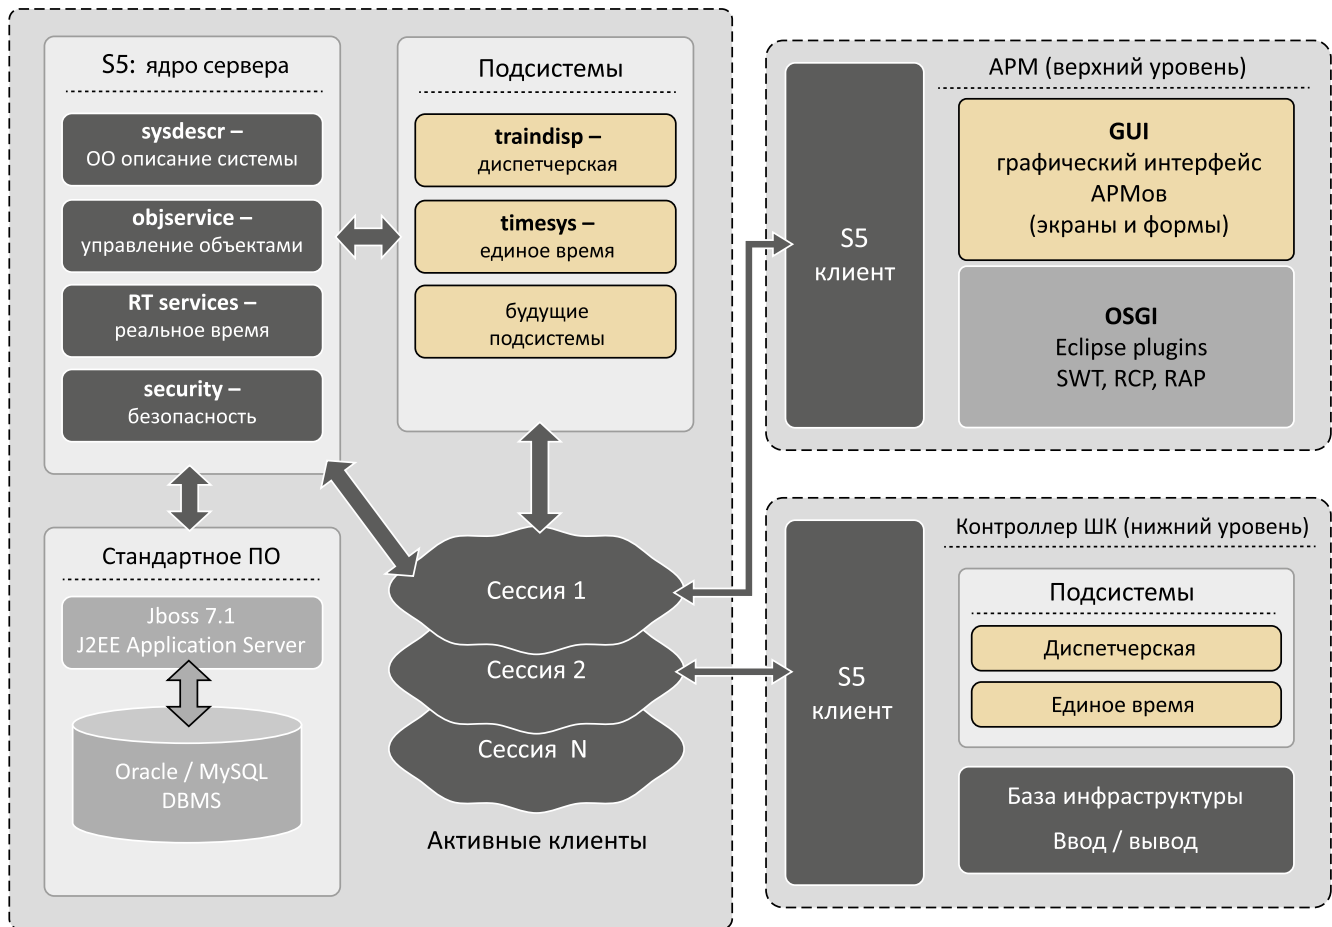 S5: ядро сервера
sysdescr –
ОО описание системы
objservice –
управление объектами
RT services –
реальное время
security –
безопасность
Подсистемы
traindisp –
диспетчерская
timesys –
единое время
будущие
подсистемы
Стандартное ПО
Jboss 7.1
J2EE Application Server
Oracle / MySQL
DBMS
Сессия 1
Сессия 2
Сессия N
Активные клиенты
S5
клиент
АРМ (верхний уровень)
GUI
графический интерфейс
АРМов
(экраны и формы)
OSGI
Eclipse plugins
SWT, RCP, RAP
S5
клиент
Контроллер ШК (нижний уровень)
Подсистемы
Диспетчерская
Единое время
База инфраструктуры
Ввод / вывод